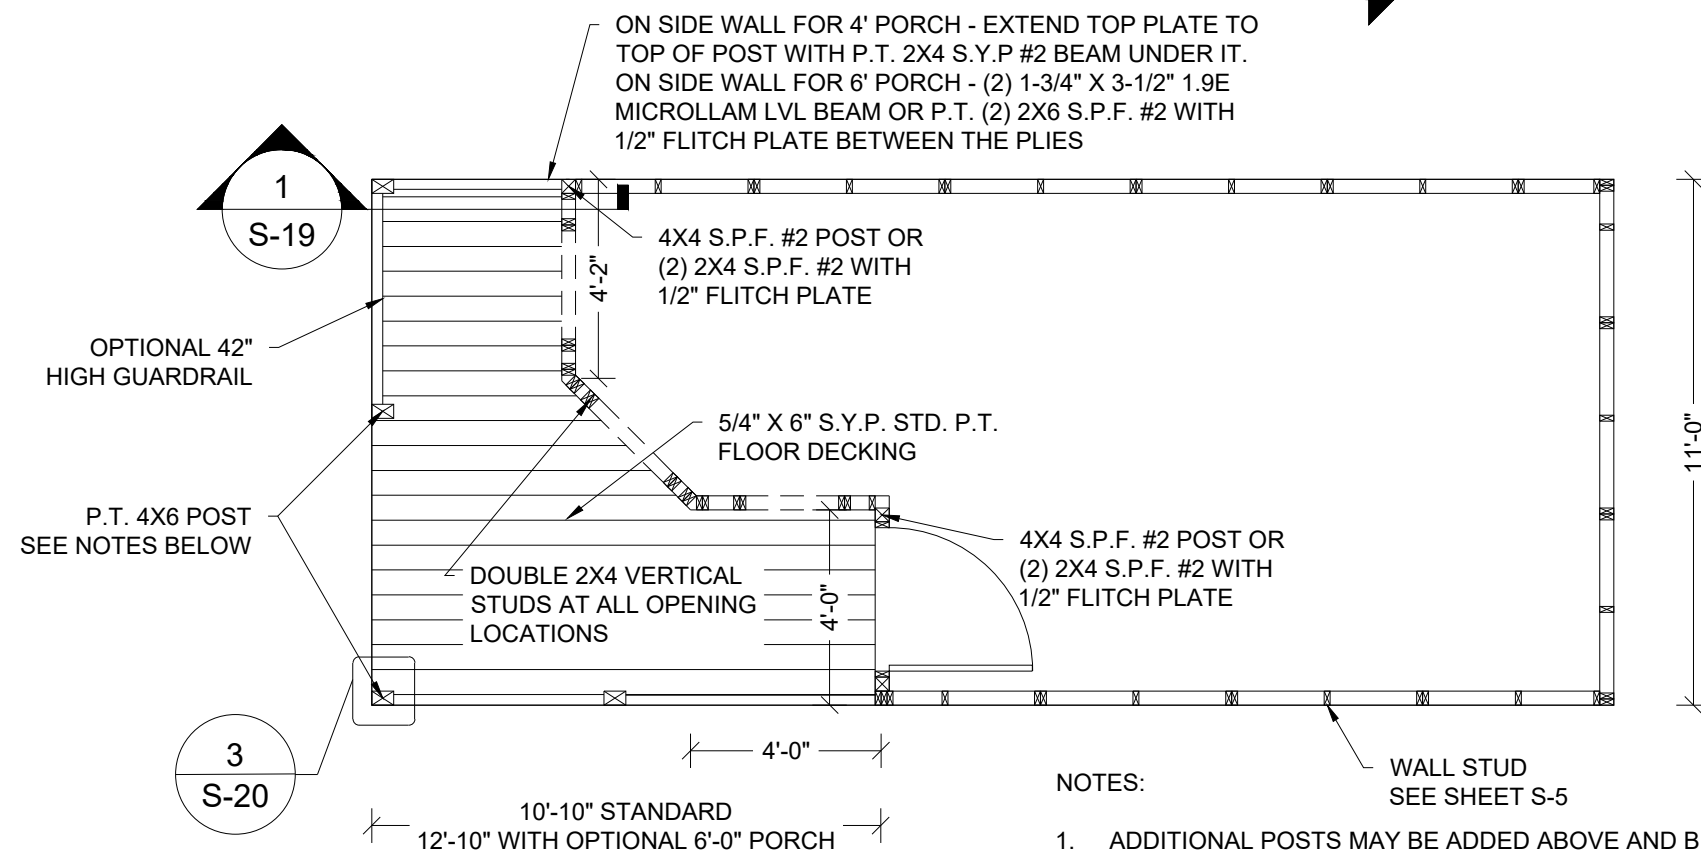 ON SIDE WALL FOR 4' PORCH - EXTEND TOP PLATE TO
TOP OF POST WITH P.T. 2X4 S.Y.P #2 BEAM UNDER IT.
ON SIDE WALL FOR 6' PORCH - (2) 1-3/4" X 3-1/2" 1.9E
MICROLLAM LVL BEAM OR P.T. (2) 2X6 S.P.F. #2 WITH
1/2" FLITCH PLATE BETWEEN THE PLIES
1
S-19
4X4 S.P.F. #2 POST OR
(2) 2X4 S.P.F. #2 WITH
1/2" FLITCH PLATE
4'-2"
OPTIONAL 42"
HIGH GUARDRAIL
5/4" X 6" S.Y.P. STD. P.T.
FLOOR DECKING
11'-0"
P.T. 4X6 POST
SEE NOTES BELOW
4X4 S.P.F. #2 POST OR
(2) 2X4 S.P.F. #2 WITH
1/2" FLITCH PLATE
DOUBLE 2X4 VERTICAL
STUDS AT ALL OPENING
LOCATIONS
4'-0"
3
S-20
4'-0"
WALL STUD
SEE SHEET S-5
10'-10" STANDARD
12'-10" WITH OPTIONAL 6'-0" PORCH
NOTES:
1. ADDITIONAL POSTS MAY BE ADDED ABOVE AND B